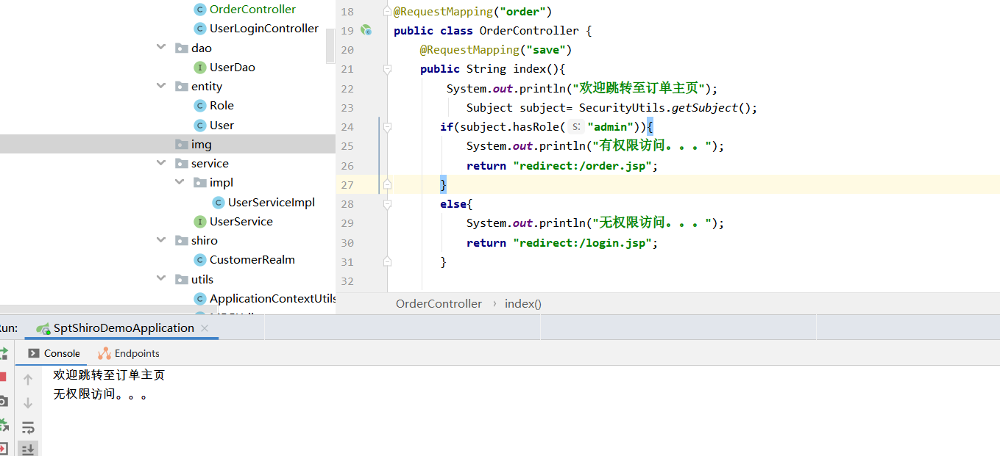 OrderController
UserLoginController
dao
UserDao
entity
Role
User
img
service
impl
UserServiceImpl
UserService
shiro
CustomerRealm
utils
ApplicationContextUtils
18 @RequestMapping("order")
19 public class OrderController {
20 @RequestMapping("save")
21 public String index(){
22 System.out.println("欢迎跳转至订单主页");
23 Subject subject= SecurityUtils.getSubject();
24 if(subject.hasRole( s: "admin")){
25 System.out.println("有权限访问。。。");
26 return "redirect:/order.jsp";
27 }
28 else{
29 System.out.println("无权限访问。。。");
30 return "redirect:/login.jsp";
31 }
32
OrderController › index()
Run: SptShiroDemoApplication
Console Endpoints
欢迎跳转至订单主页
无权限访问。。。